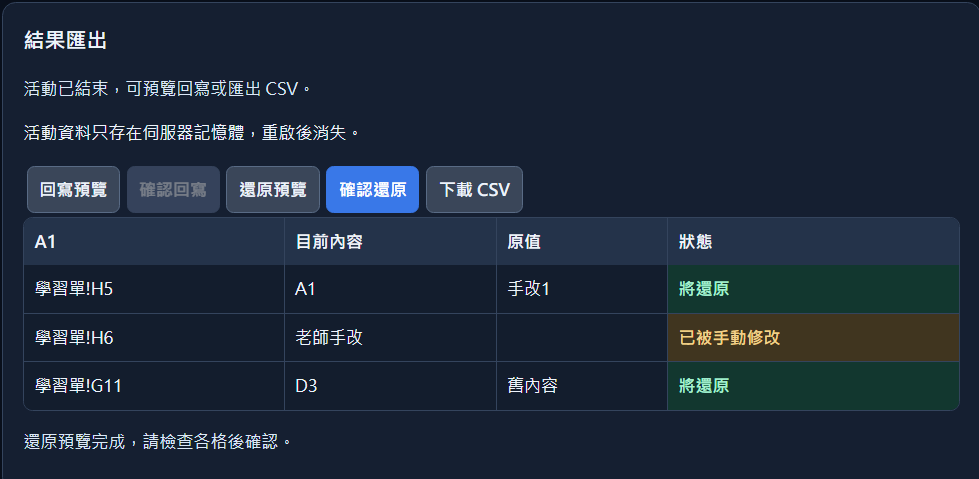 結果匯出
活動已結束，可預覽回寫或匯出 CSV。
活動資料只存在伺服器記憶體，重啟後消失。
回寫預覽 確認回寫 還原預覽 確認還原 下載 CSV
A1 目前內容 原值 狀態
學習單!H5 A1 手改1 將還原
學習單!H6 老師手改 已被手動修改
學習單!G11 D3 舊內容 將還原
還原預覽完成，請檢查各格後確認。